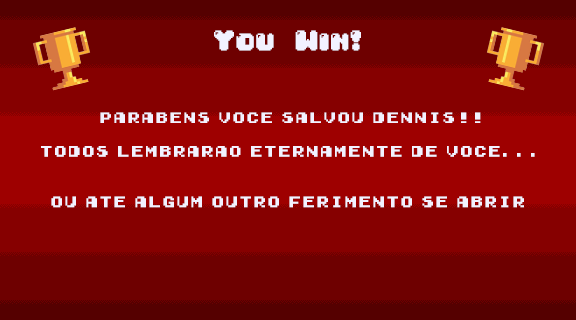 You Win!
PARABENS VOCE SALVOU DENNIS!!
TODOS LEMBRARAO ETERNAMENTE DE VOCE...
OU ATE ALGUM OUTRO FERIMENTO SE ABRIR